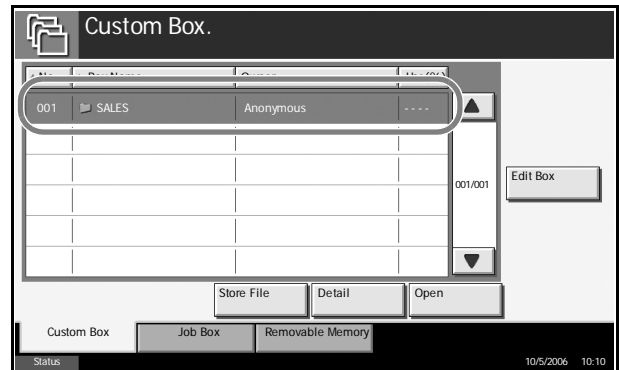 Custom Box.
001 SALES Anonymous ----
001/001
Edit Box
Store File Detail Open
Custom Box Job Box Removable Memory
Status 10/5/2006 10:10